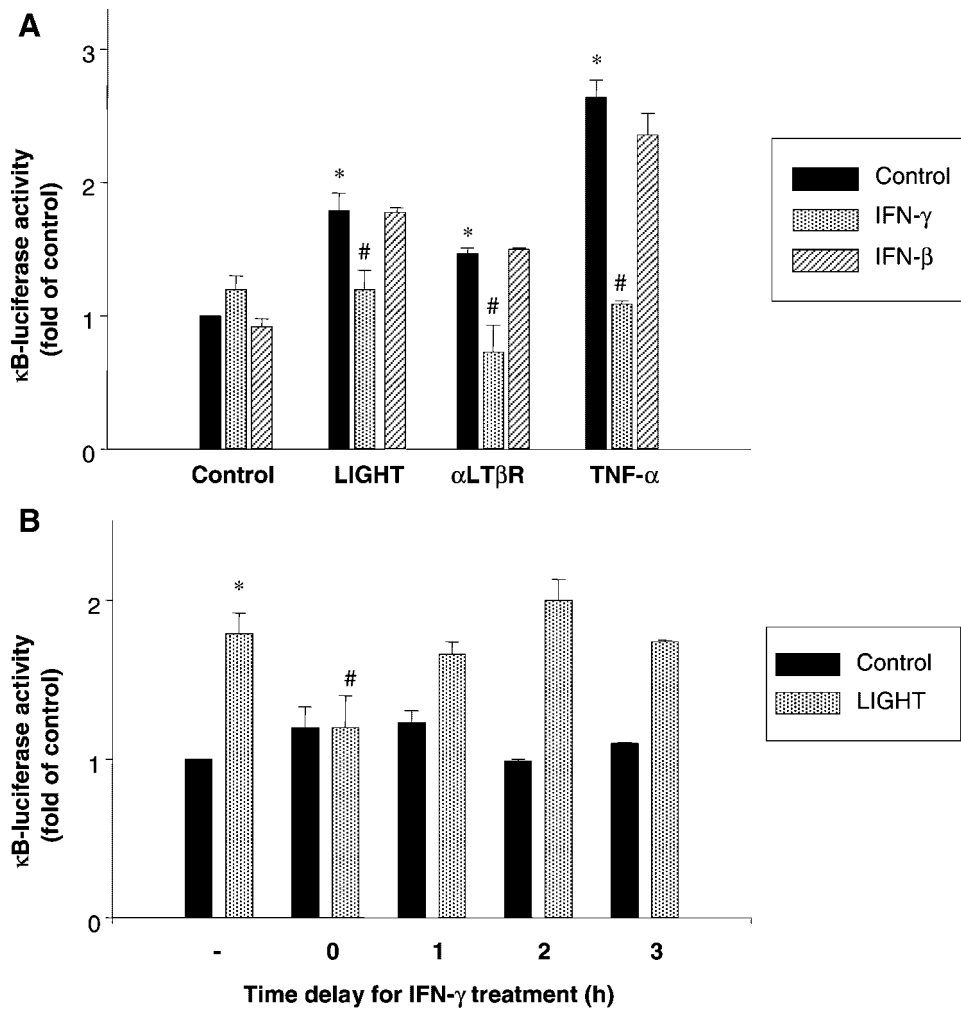 A
κB-luciferase activity
(fold of control)
3
2
1
0
*
#
*
#
*
#
Control
LIGHT
αLTβR
TNF-α
Control
IFN-γ
IFN-β
B
κB-luciferase activity
(fold of control)
2
1
0
*
#
-
0
1
2
3
Time delay for IFN-γ treatment (h)
Control
LIGHT